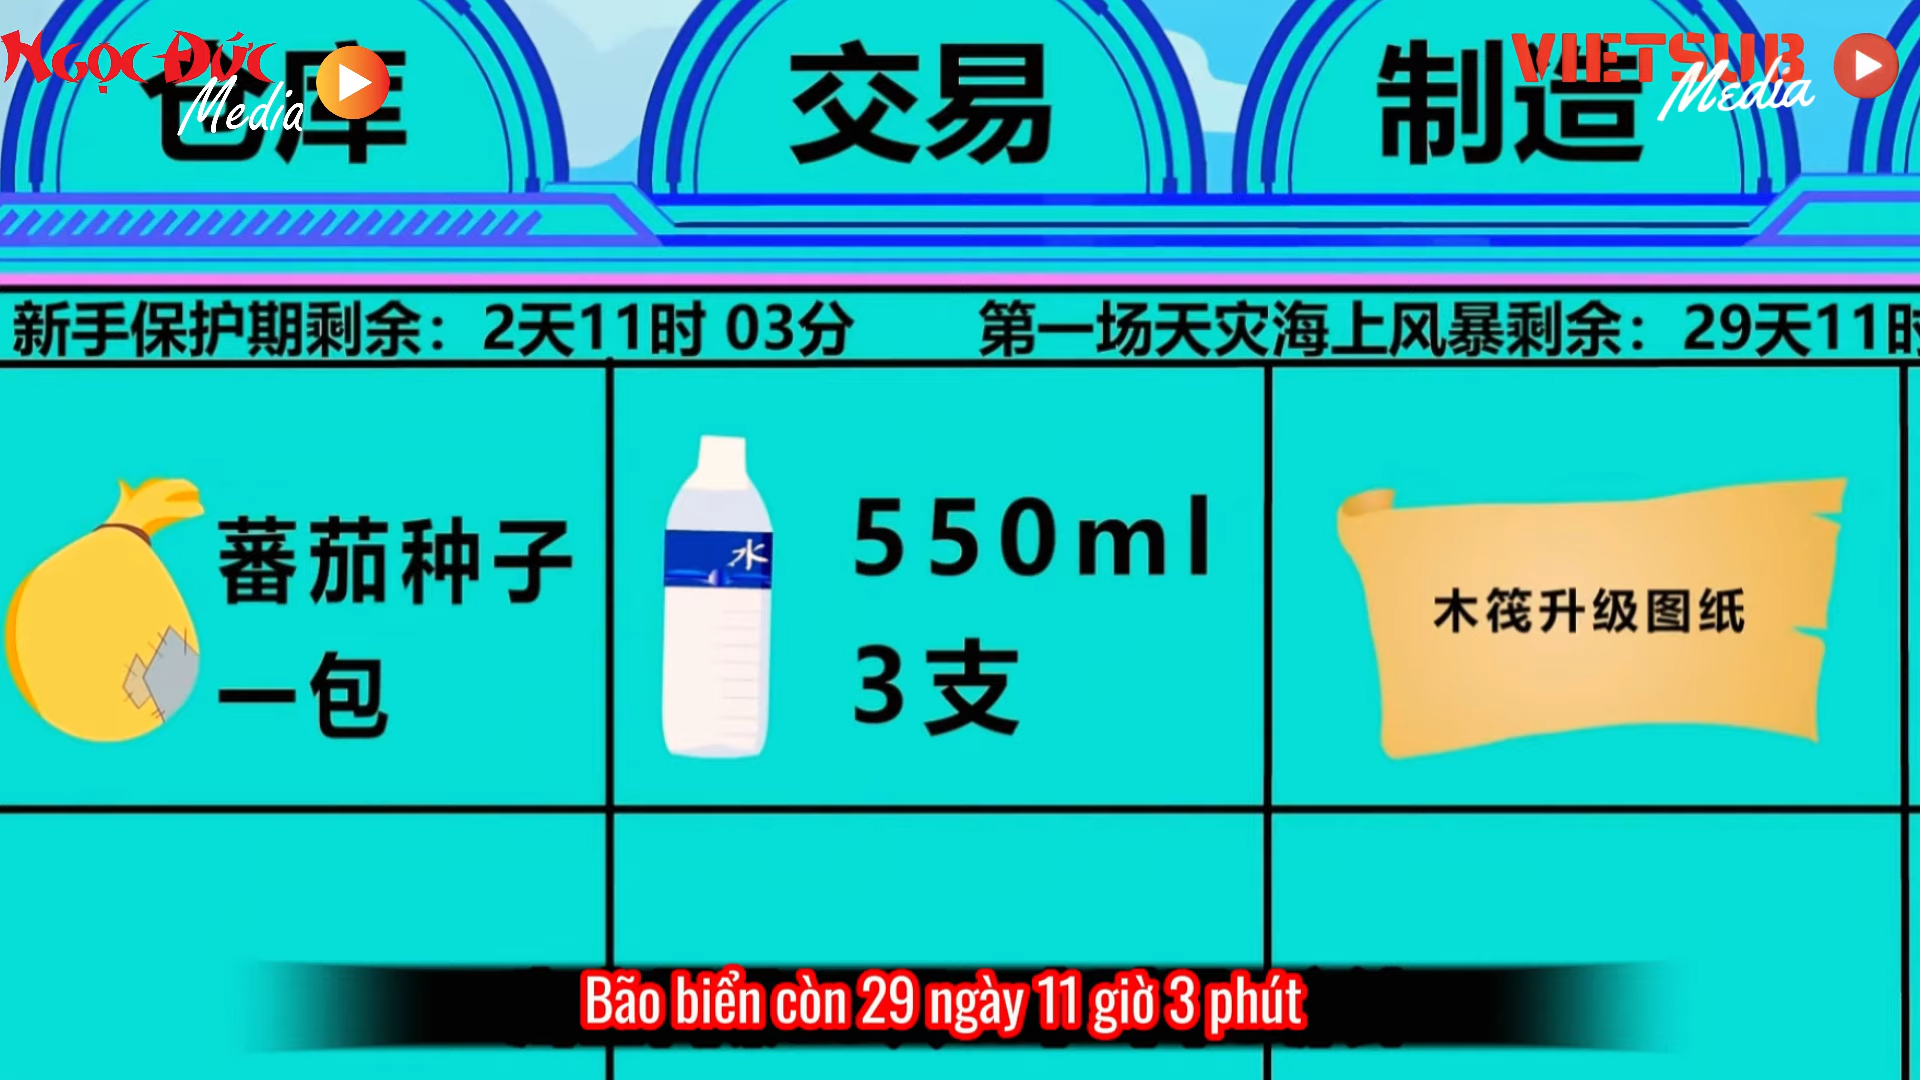 NGỌC ĐỨC
Media
VIETSUB
Media
仓库
交易
制造
新手保护期剩余：2天11时 03分
第一场天灾海上风暴剩余：29天11时
蕃茄种子
一包
水
550ml
3支
木筏升级图纸
Bão biển còn 29 ngày 11 giờ 3 phút